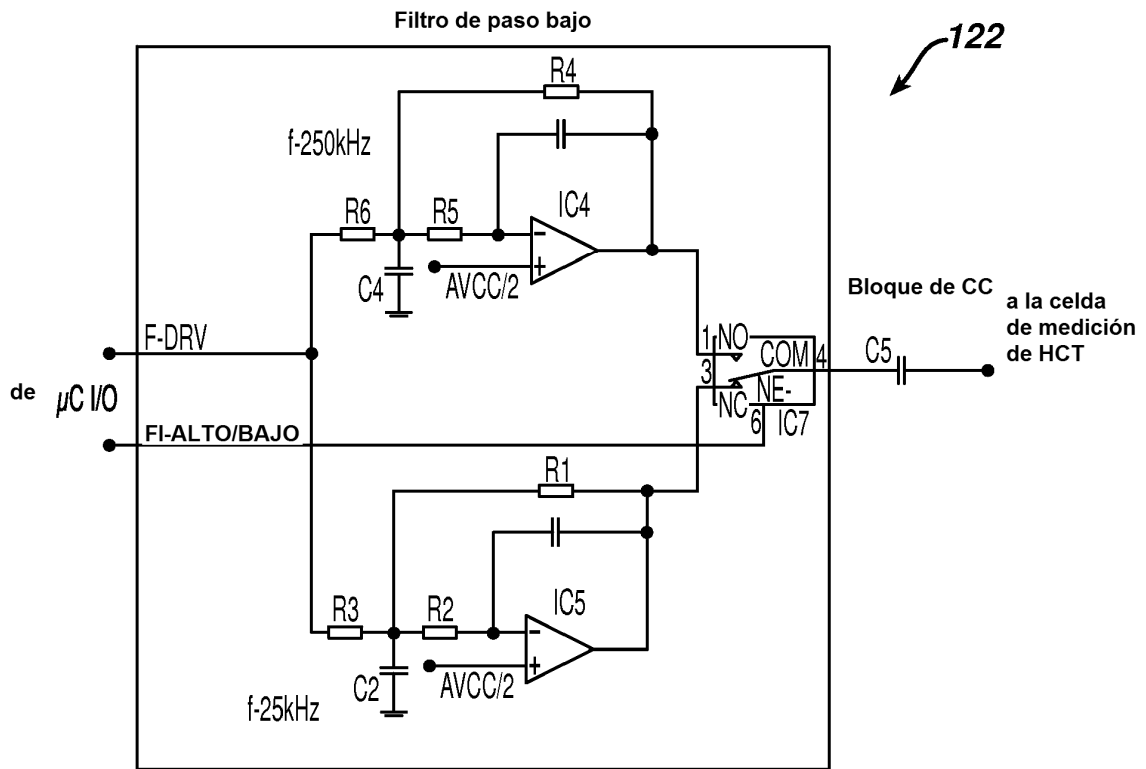 Filtro de paso bajo
122
R4
f-250kHz
IC4
R6
R5
C4
AVCC/2
Bloque de CC
a la celda
de medición
de HCT
F-DRV
1
NO
COM
4
C5
3
NC
NE-
6
IC7
de
µC I/O
FI-ALTO/BAJO
R1
IC5
R3
R2
C2
AVCC/2
f-25kHz